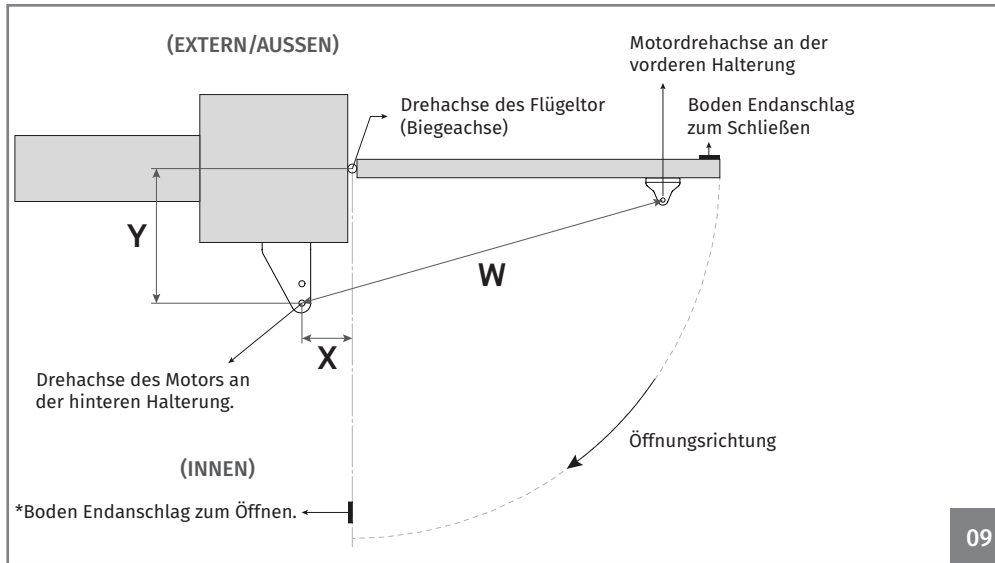 (EXTERN/AUSSEN)
Motordrehachse an der
vorderen Halterung
Drehachse des Flügeltor
(Biegeachse)
Boden Endanschlag
zum Schließen
Y
W
X
Drehachse des Motors an
der hinteren Halterung.
Öffnungsrichtung
(INNEN)
*Boden Endanschlag zum Öffnen.
09